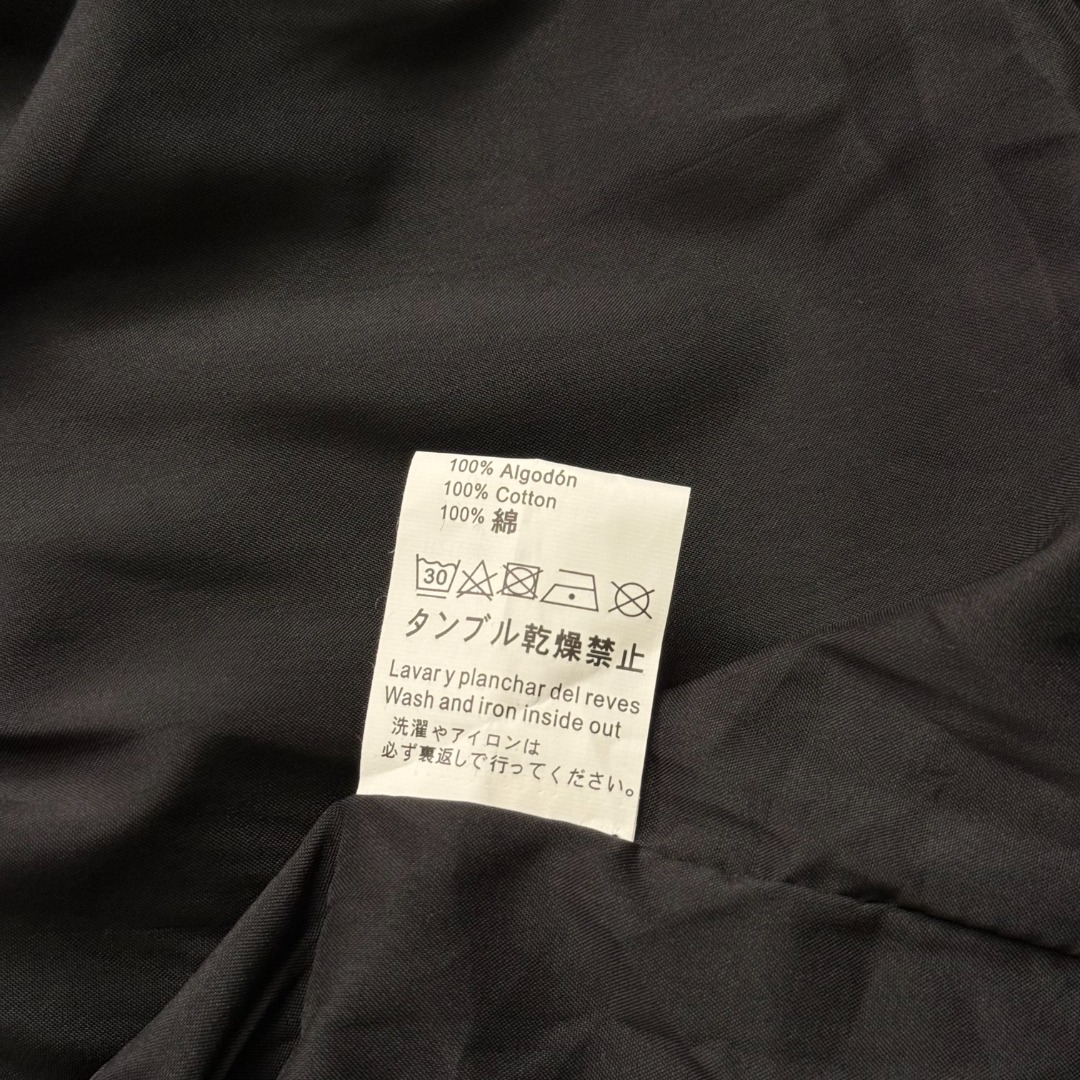 100% Algodón
100% Cotton
100% 綿
30
タンブル乾燥禁止
Lavar y planchar del reves
Wash and iron inside out
洗濯やアイロンは
必ず裏返しで行ってください。